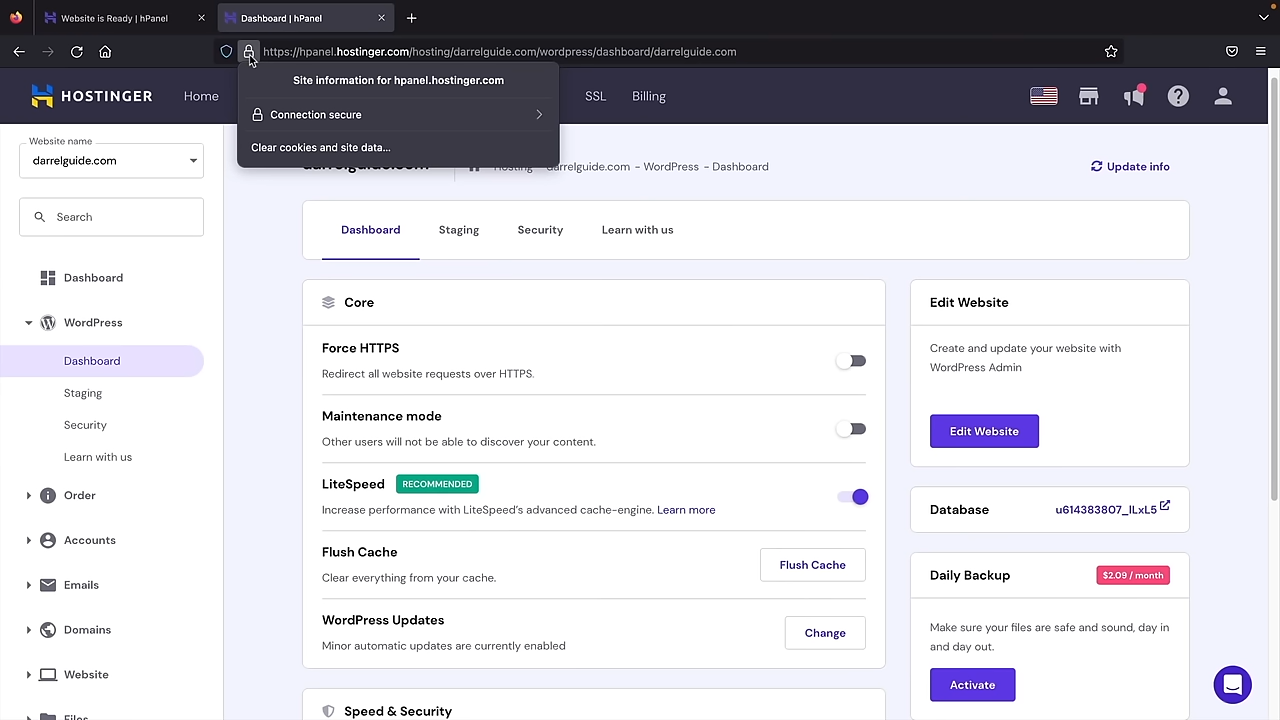 Website is Ready | hPanel
Dashboard | hPanel
https://hpanel.hostinger.com/hosting/darrelguide.com/wordpress/dashboard/darrelguide.com
Site information for hpanel.hostinger.com
Connection secure
Clear cookies and site data...
HOSTINGER
Home
SSL
Billing
Website name
darrelguide.com
Search
Dashboard
WordPress
Dashboard
Staging
Security
Learn with us
Order
Accounts
Emails
Domains
Website
Files
darrelguide.com
Hosting - darrelguide.com - WordPress - Dashboard
Update info
Dashboard
Staging
Security
Learn with us
Core
Force HTTPS
Redirect all website requests over HTTPS.
Maintenance mode
Other users will not be able to discover your content.
LiteSpeed RECOMMENDED
Increase performance with LiteSpeed's advanced cache-engine. Learn more
Flush Cache
Clear everything from your cache.
Flush Cache
WordPress Updates
Minor automatic updates are currently enabled
Change
Speed & Security
Edit Website
Create and update your website with
WordPress Admin
Edit Website
Database
u614383807_lLxL5
Daily Backup
$2.09 / month
Make sure your files are safe and sound, day in
and day out.
Activate